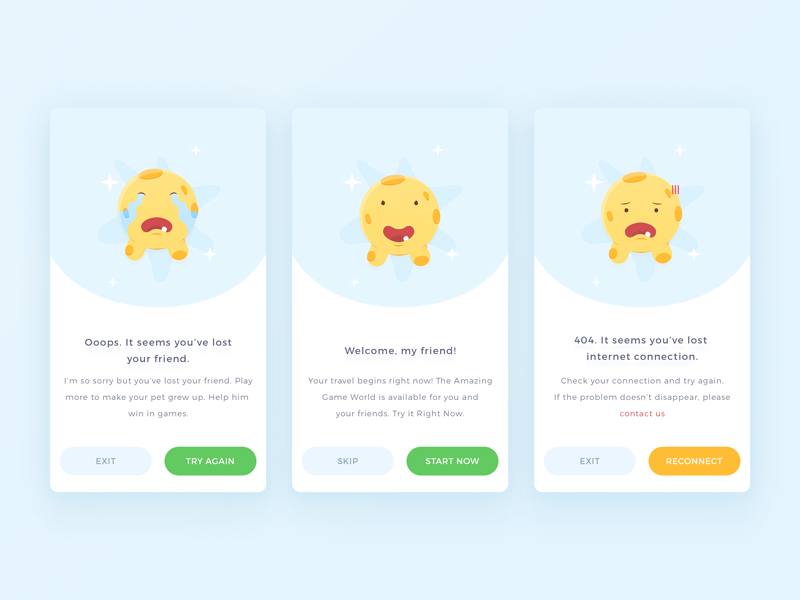 Ooops. It seems you've lost
your friend.
I'm so sorry but you've lost your friend. Play
more to make your pet grew up. Help him
win in games.
EXIT
TRY AGAIN
Welcome, my friend!
Your travel begins right now! The Amazing
Game World is available for you and
your friends. Try it Right Now.
SKIP
START NOW
404. It seems you've lost
internet connection.
Check your connection and try again.
If the problem doesn't disappear, please
contact us
EXIT
RECONNECT